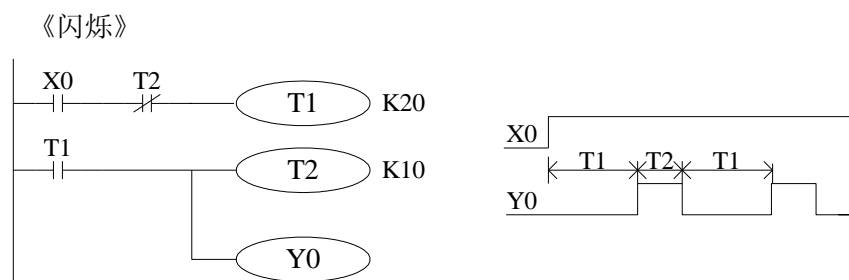 《闪烁》
X0 T2 T1 K20
T1 T2 K10
Y0
X0
T1 T2 T1
Y0